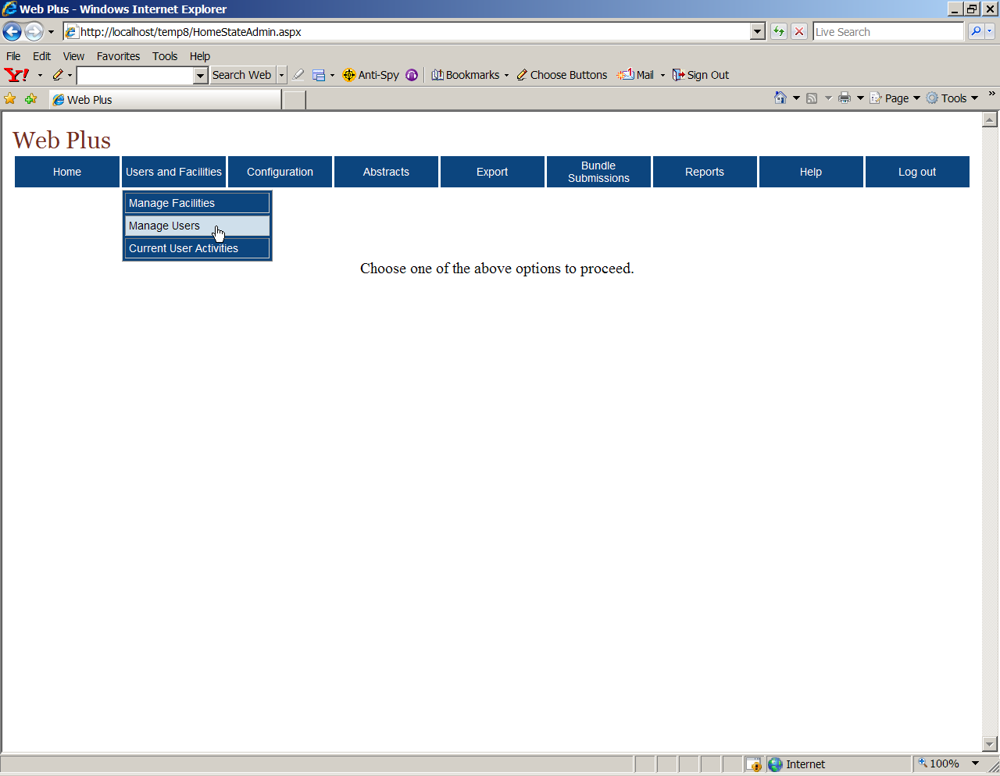 Web Plus - Windows Internet Explorer
http://localhost/temp8/HomeStateAdmin.aspx
Live Search
File Edit View Favorites Tools Help
Y! Search Web Anti-Spy Bookmarks Choose Buttons Mail Sign Out
Web Plus Page Tools »
Web Plus
Home Users and Facilities Configuration Abstracts Export Bundle Submissions Reports Help Log out
Manage Facilities
Manage Users
Current User Activities
Choose one of the above options to proceed.
Internet 100%